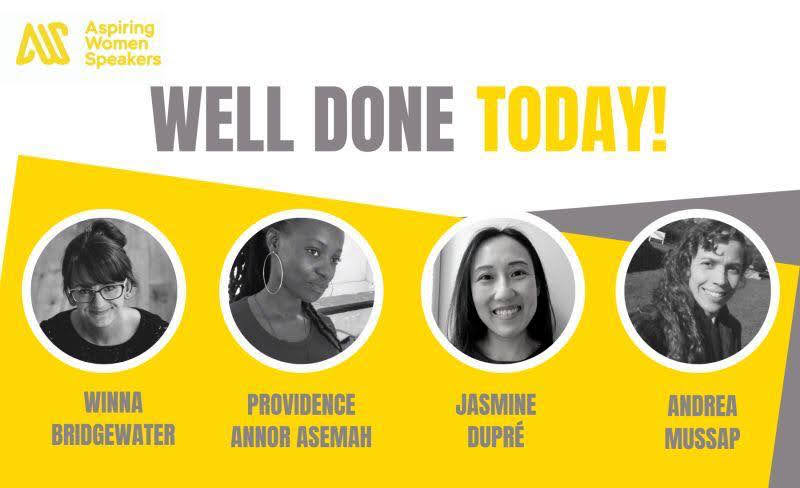 Aspiring
Women
Speakers
WELL DONE TODAY!
WINNA
BRIDGEWATER
PROVIDENCE
ANNOR ASEMAH
JASMINE
DUPRÉ
ANDREA
MUSSAP